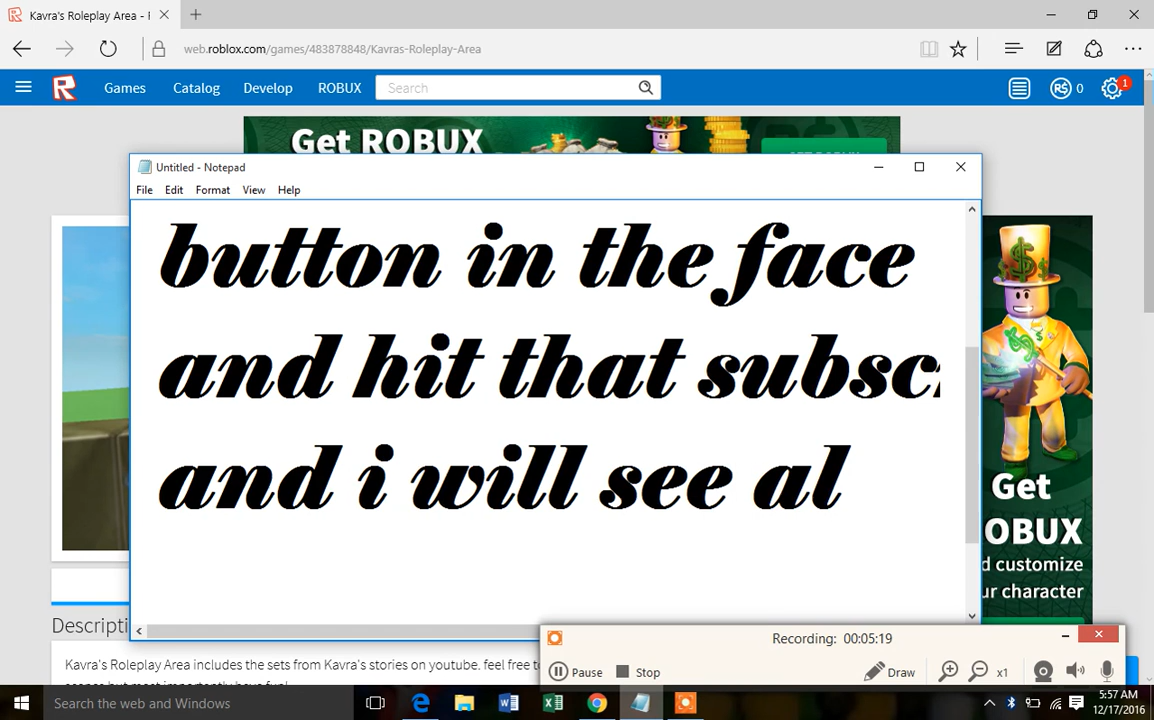 Kavra's Roleplay Area - F
web.roblox.com/games/483878848/Kavras-Roleplay-Area
Games Catalog Develop ROBUX Search R$ 0 1
Get ROBUX
Untitled - Notepad
File Edit Format View Help
button in the face
and hit that subsc
and i will see al
Get
OBUX
d customize
ur character
Descripti
Kavra's Roleplay Area includes the sets from Kavra's stories on youtube. feel free to
Recording: 00:05:19
Pause Stop Draw x1
Search the web and Windows
5:57 AM
12/17/2016